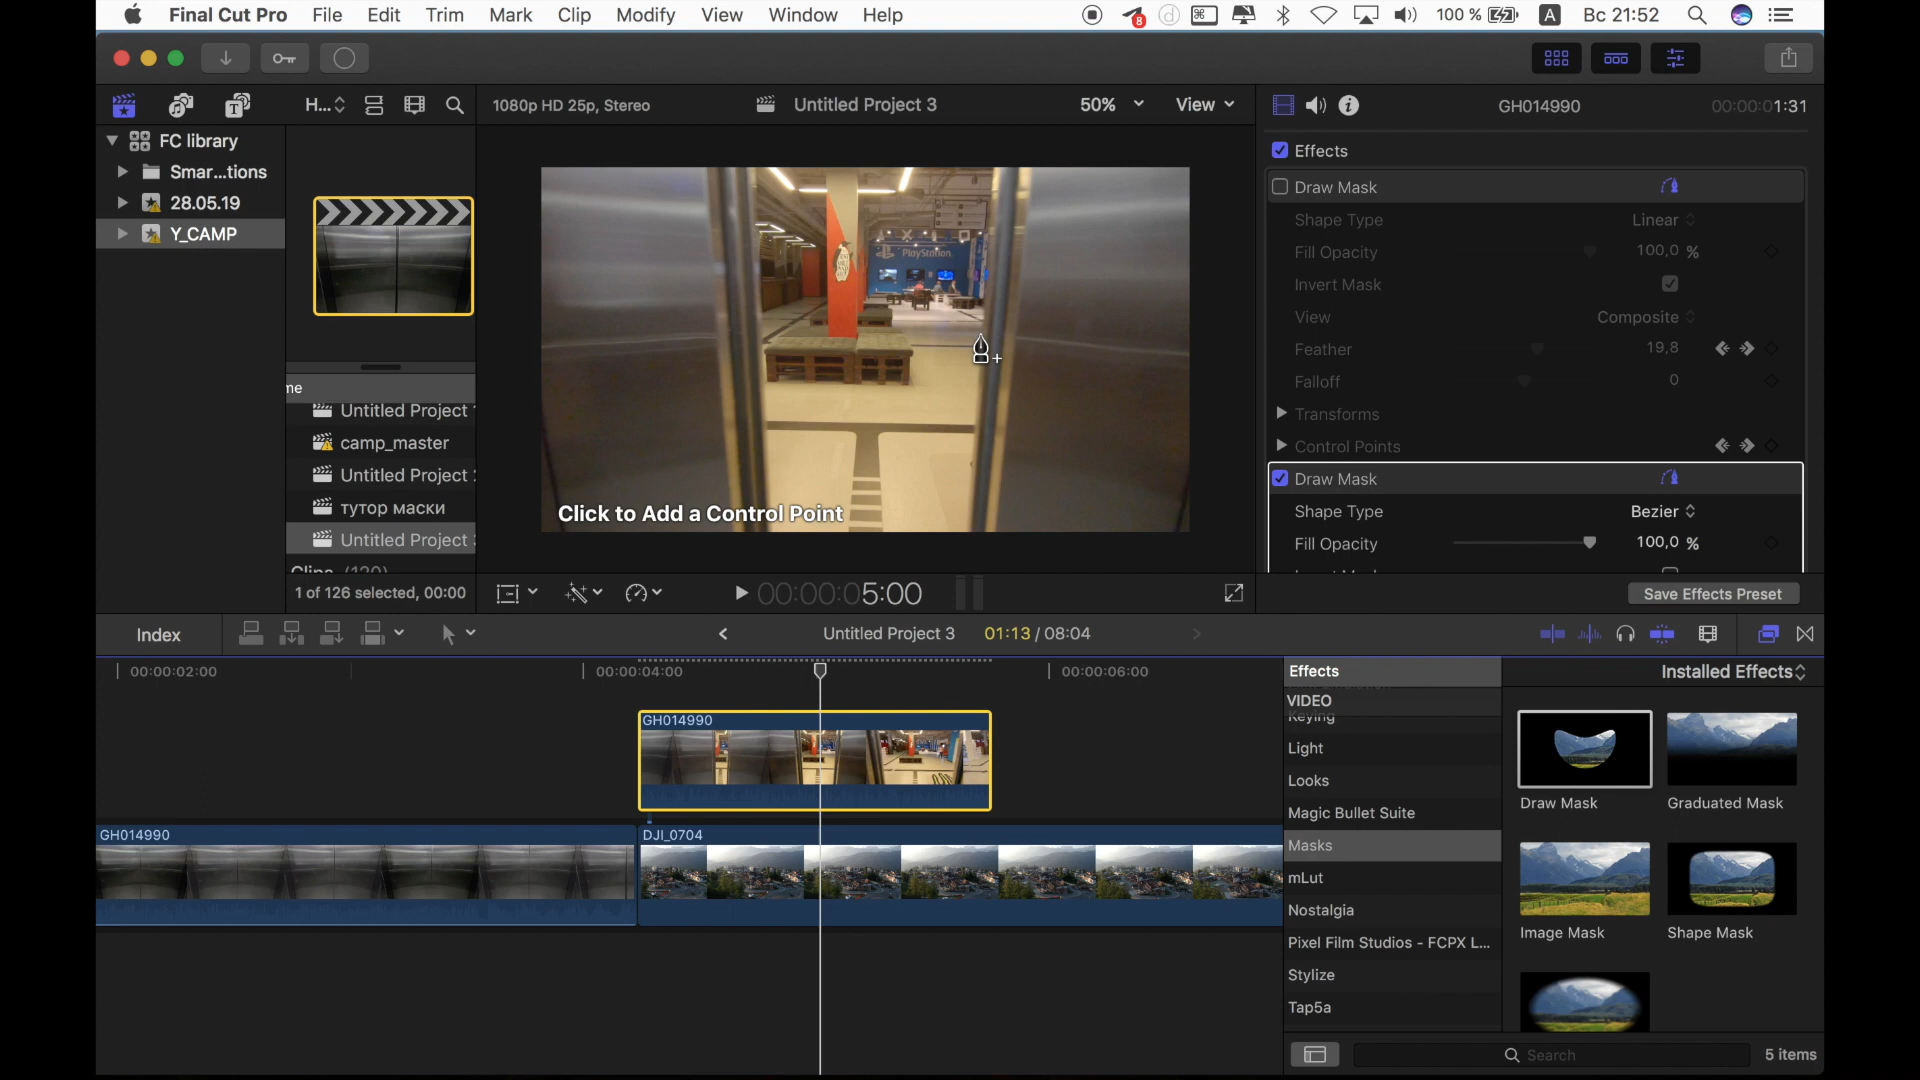 Final Cut Pro File Edit Trim Mark Clip Modify View Window Help 8 100 % A Вс 21:52
H... 1080p HD 25p, Stereo Untitled Project 3 50% View GH014990 00:00:01:31
FC library
Smar...tions
28.05.19
Y_CAMP
me
Untitled Project
camp_master
Untitled Project 2
тутор маски
Untitled Project 3
Clips (120)
1 of 126 selected, 00:00
PlayStation
Click to Add a Control Point
00:00:05:00
Effects
Draw Mask
Shape Type Linear
Fill Opacity 100,0 %
Invert Mask
View Composite
Feather 19,8
Falloff 0
Transforms
Control Points
Draw Mask
Shape Type Bezier
Fill Opacity 100,0 %
Save Effects Preset
Index Untitled Project 3 01:13 / 08:04
00:00:02:00 00:00:04:00 00:00:06:00
GH014990
GH014990 DJI_0704
Effects Installed Effects
VIDEO
Keying
Light
Looks
Magic Bullet Suite
Masks
mLut
Nostalgia
Pixel Film Studios - FCPX L...
Stylize
Tap5a
Draw Mask Graduated Mask
Image Mask Shape Mask
Search 5 items